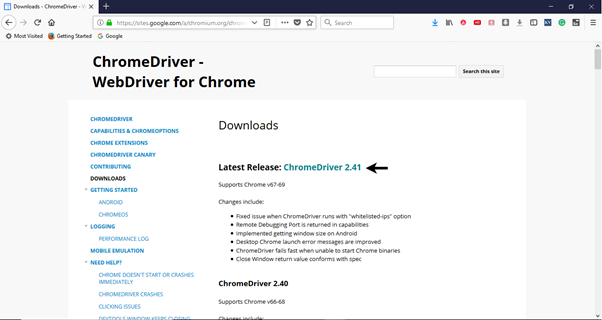 Downloads - ChromeDriver - W
https://sites.google.com/a/chromium.org/chrom
Search
Most Visited
Getting Started
Google
ChromeDriver -
WebDriver for Chrome
Search this site
CHROMEDRIVER
CAPABILITIES & CHROMEOPTIONS
CHROME EXTENSIONS
CHROMEDRIVER CANARY
CONTRIBUTING
DOWNLOADS
GETTING STARTED
ANDROID
CHROMEOS
LOGGING
PERFORMANCE LOG
MOBILE EMULATION
NEED HELP?
CHROME DOESN'T START OR CRASHES
IMMEDIATELY
CHROMEDRIVER CRASHES
CLICKING ISSUES
DEVTOOLS WINDOW KEEPS CLOSING
Downloads
Latest Release: ChromeDriver 2.41
Supports Chrome v67-69
Changes include:
Fixed issue when ChromeDriver runs with "whitelisted-ips" option
Remote Debugging Port is returned in capabilities
Implemented getting window size on Android
Desktop Chrome launch error messages are improved
ChromeDriver fails fast when unable to start Chrome binaries
Close Window return value conforms with spec
ChromeDriver 2.40
Supports Chrome v66-68
Changes include: